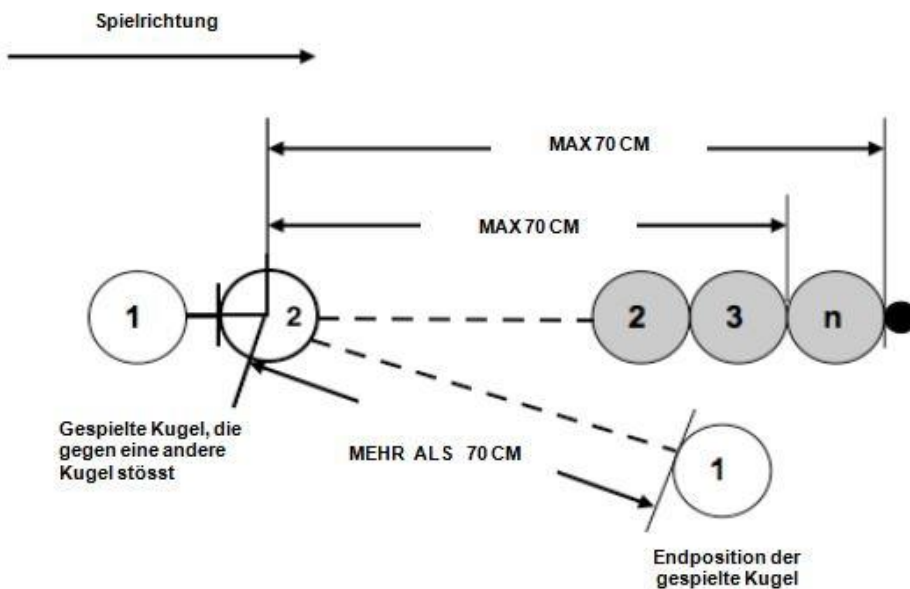 Spielrichtung
MAX 70 CM
MAX 70 CM
1
2
2
3
n
Gespielte Kugel, die
gegen eine andere
Kugel stösst
MEHR ALS 70 CM
1
Endposition der
gespielte Kugel